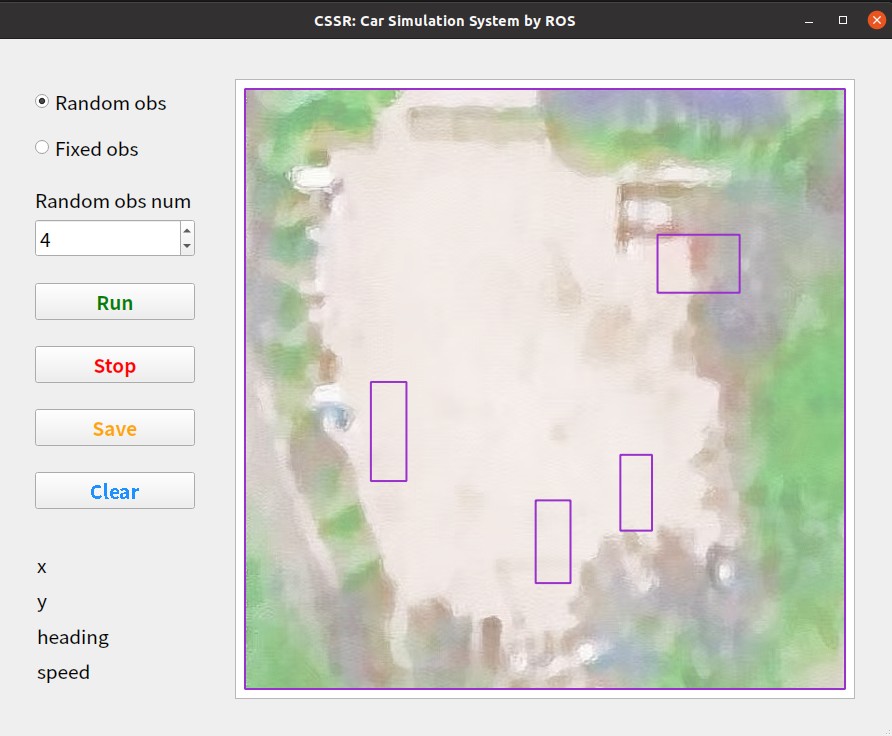 CSSR: Car Simulation System by ROS
Random obs
Fixed obs
Random obs num
4
Run
Stop
Save
Clear
x
y
heading
speed